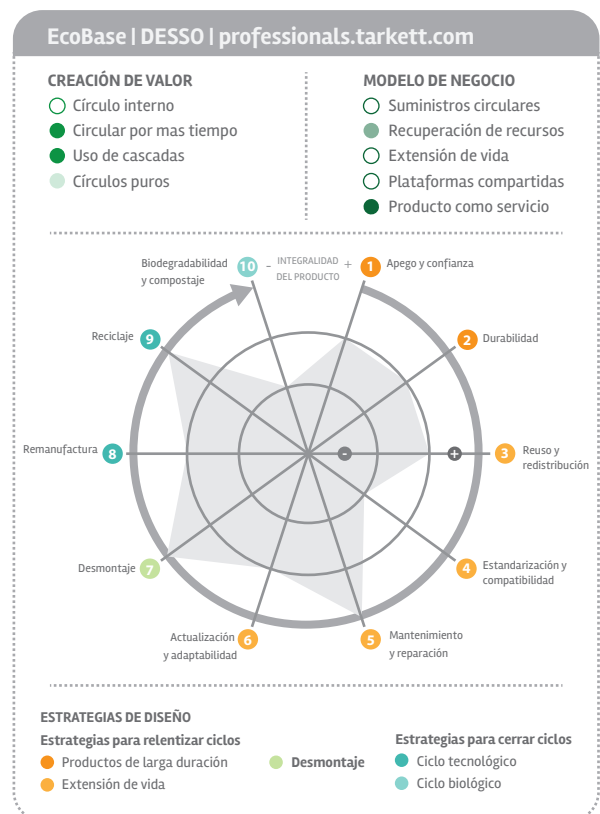 EcoBase | DESSO | professionals.tarkett.com
CREACIÓN DE VALOR
Círculo interno
Circular por mas tiempo
Uso de cascadas
Círculos puros
MODELO DE NEGOCIO
Suministros circulares
Recuperación de recursos
Extensión de vida
Plataformas compartidas
Producto como servicio
- INTEGRALIDAD +
DEL PRODUCTO
1 Apego y confianza
2 Durabilidad
3 Reuso y
redistribución
4 Estandarización y
compatibilidad
5 Mantenimiento
y reparación
6 Actualización
y adaptabilidad
7 Desmontaje
8 Remanufactura
9 Reciclaje
10 Biodegradabilidad
y compostaje
- +
ESTRATEGIAS DE DISEÑO
Estrategias para relentizar ciclos
Productos de larga duración
Extensión de vida
Desmontaje
Estrategias para cerrar ciclos
Ciclo tecnológico
Ciclo biológico